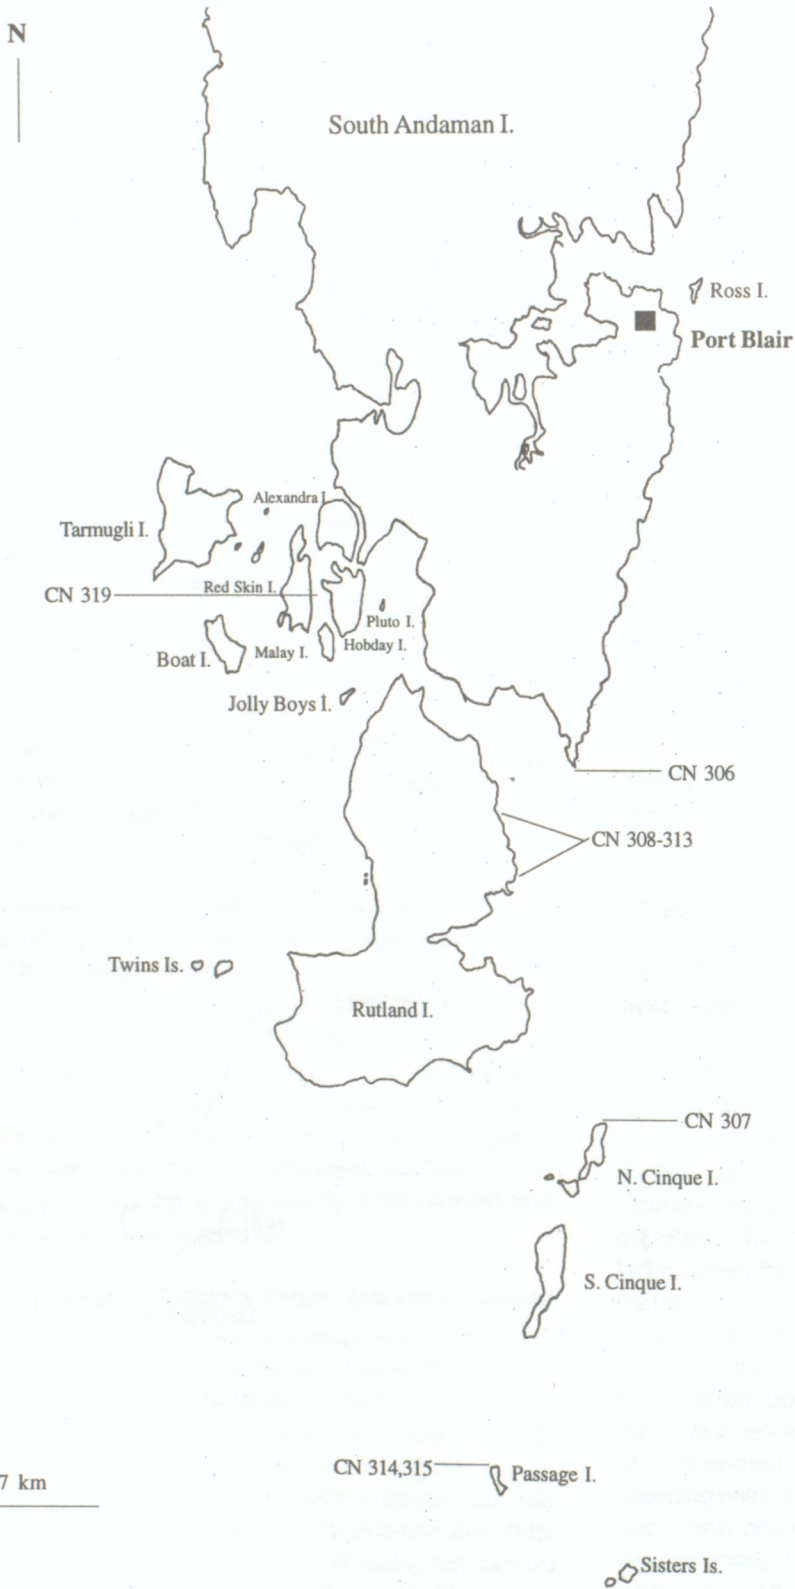 N
South Andaman I.
Ross I.
Port Blair
Alexandra I.
Tarmugli I.
Red Skin I.
CN 319
Pluto I.
Hobday I.
Malay I.
Boat I.
Jolly Boys I.
CN 306
CN 308-313
Twins Is.
Rutland I.
CN 307
N. Cinque I.
S. Cinque I.
CN 314,315
Passage I.
7 km
Sisters Is.